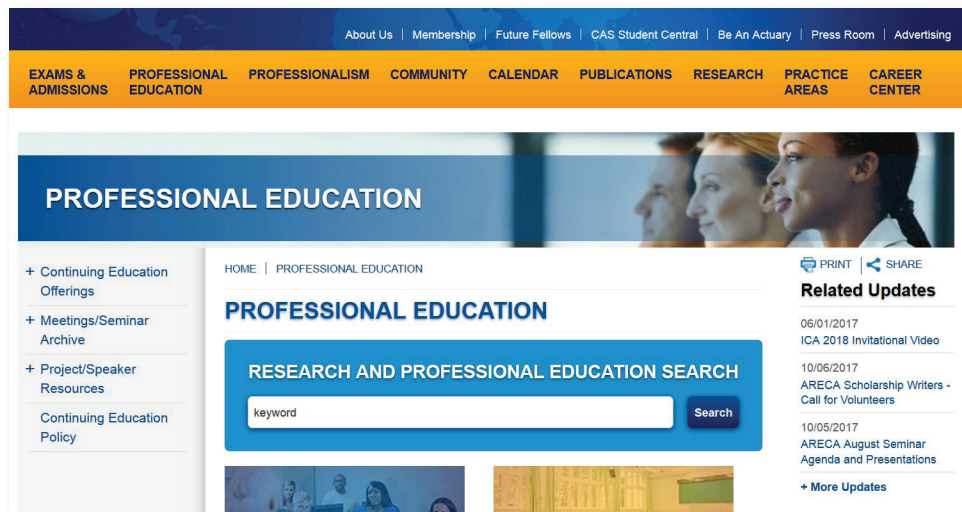 About Us | Membership | Future Fellows | CAS Student Central | Be An Actuary | Press Room | Advertising
EXAMS & ADMISSIONS
PROFESSIONAL EDUCATION
PROFESSIONALISM
COMMUNITY
CALENDAR
PUBLICATIONS
RESEARCH
PRACTICE AREAS
CAREER CENTER
PROFESSIONAL EDUCATION
+ Continuing Education
Offerings
+ Meetings/Seminar
Archive
+ Project/Speaker
Resources
Continuing Education
Policy
HOME | PROFESSIONAL EDUCATION
PROFESSIONAL EDUCATION
RESEARCH AND PROFESSIONAL EDUCATION SEARCH
keyword
Search
PRINT | SHARE
Related Updates
06/01/2017
ICA 2018 Invitational Video
10/06/2017
ARECA Scholarship Writers -
Call for Volunteers
10/05/2017
ARECA August Seminar
Agenda and Presentations
+ More Updates